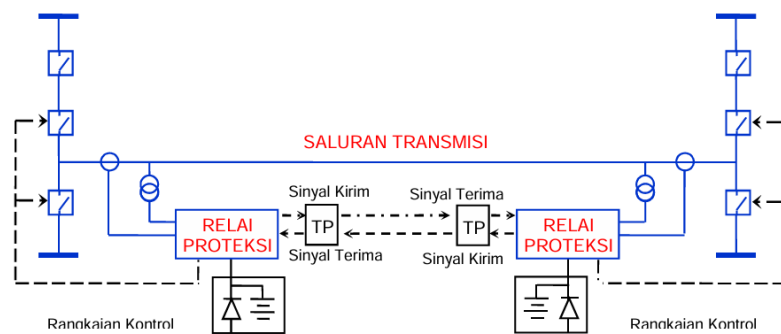 SALURAN TRANSMISI
Sinyal Kirim
Sinyal Terima
RELAI
PROTEKSI
TP
TP
RELAI
PROTEKSI
Sinyal Terima
Sinyal Kirim
Rangkaian Kontrol
Rangkaian Kontrol